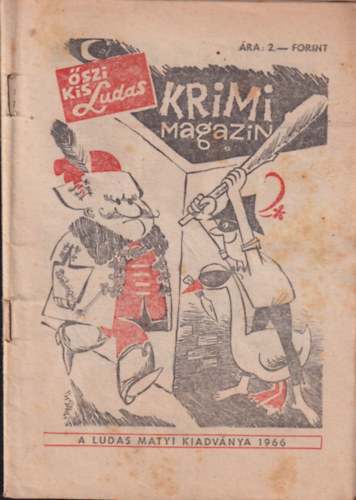 ÁRA: 2.— FORINT
őszi
Kis Ludas
KRiMi
magazin
A LUDAS MATYI KIADVÁNYA 1966